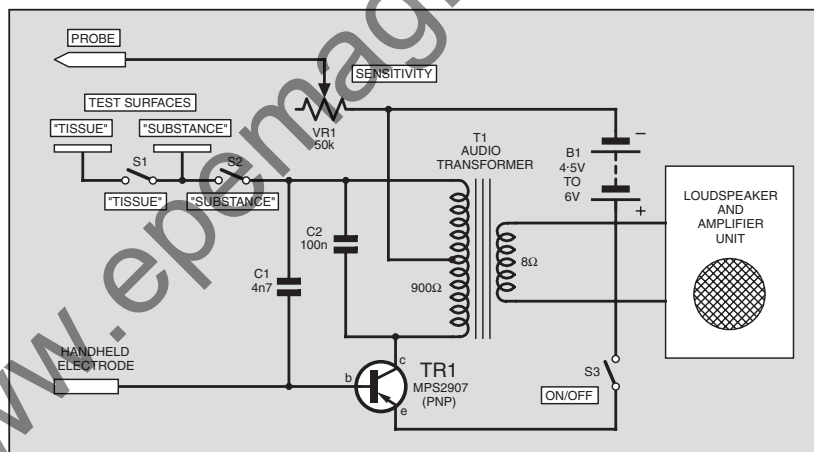 PROBE
SENSITIVITY
TEST SURFACES
"TISSUE" "SUBSTANCE"
VR1
50k
T1
AUDIO
TRANSFORMER
B1
4·5V
TO
6V
−
+
S1
S2
"TISSUE" "SUBSTANCE"
LOUDSPEAKER
AND
AMPLIFIER
UNIT
C2
100n
C1
4n7
900Ω
8Ω
HANDHELD
ELECTRODE
b
c
e
TR1
MPS2907
(PNP)
S3
ON/OFF
www.epemag